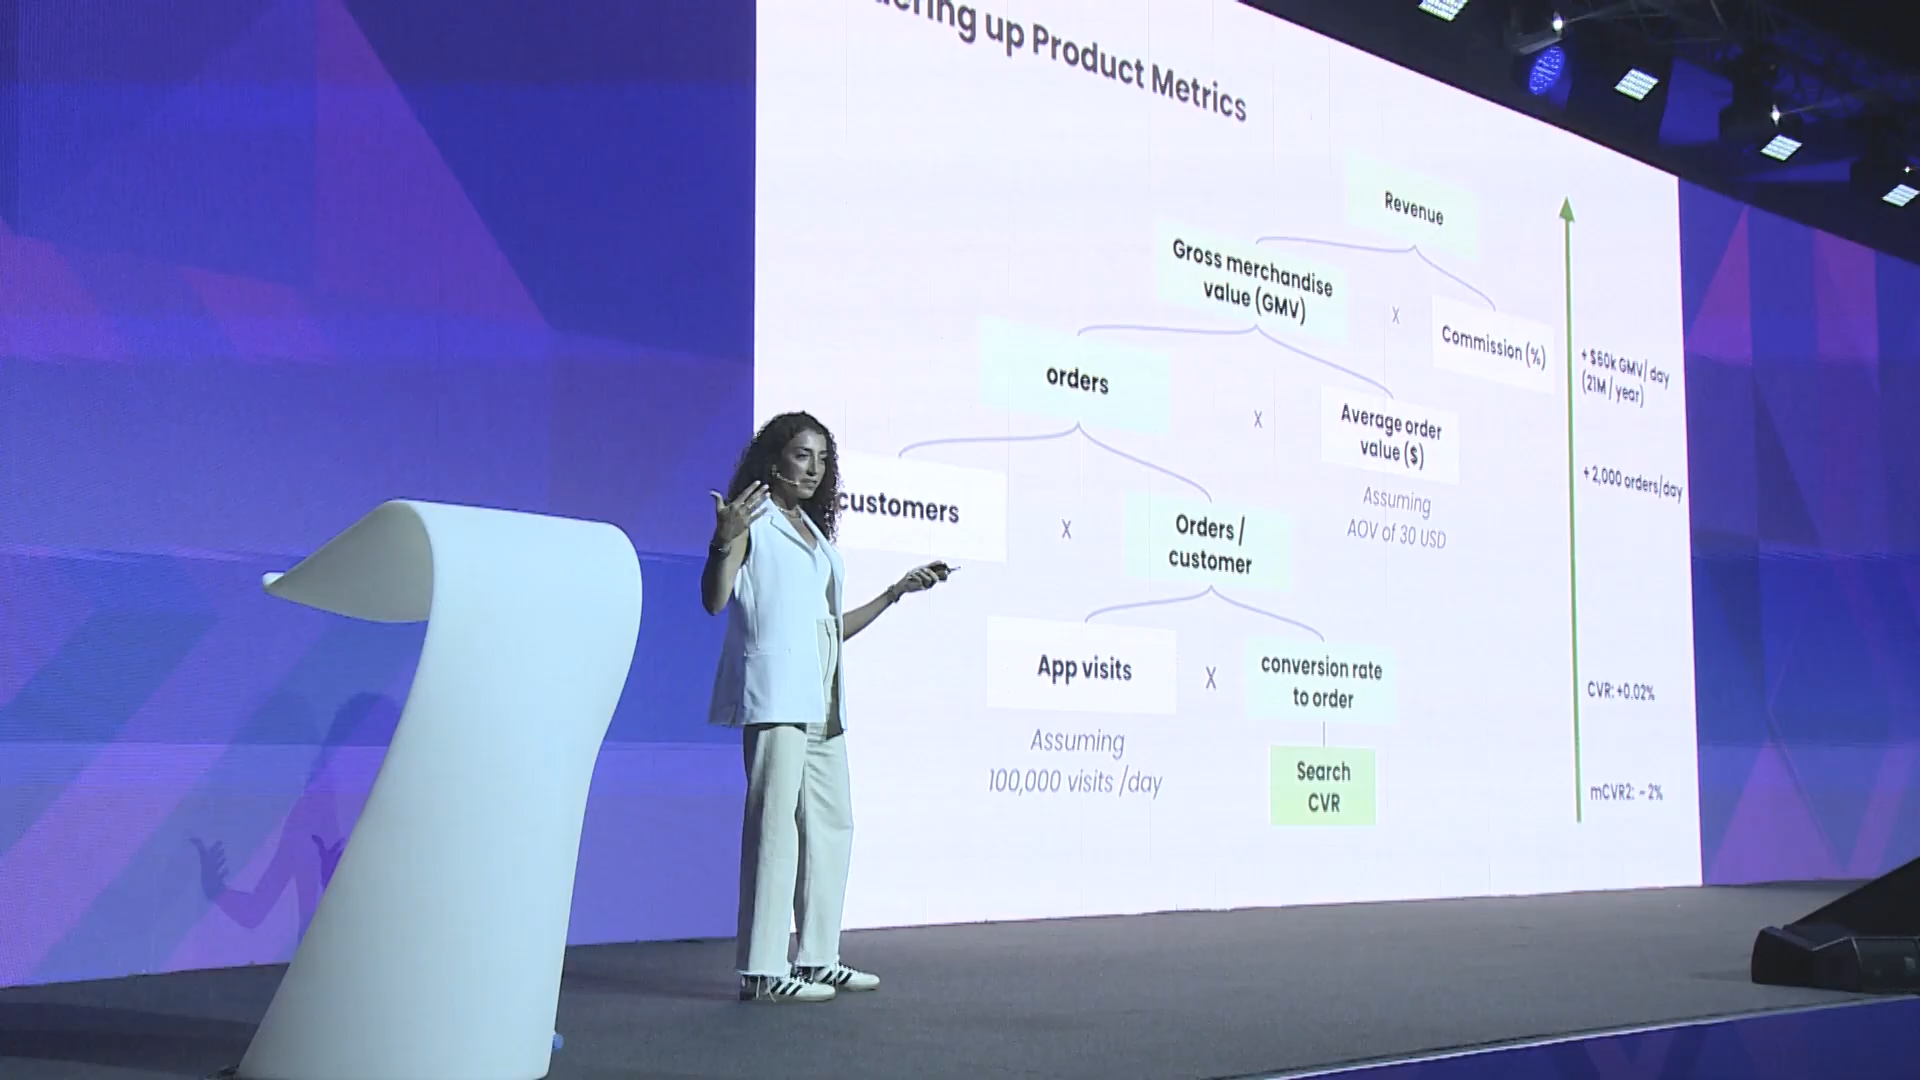 up Product Metrics
Revenue
Gross merchandise
value (GMV)
X
Commission (%)
+ $60k GMV/ day
(21M / year)
orders
X
Average order
value ($)
Assuming
AOV of 30 USD
+ 2,000 orders/day
customers
X
Orders /
customer
App visits
X
conversion rate
to order
CVR: +0.02%
Assuming
100,000 visits /day
Search
CVR
mCVR2: ~ 2%